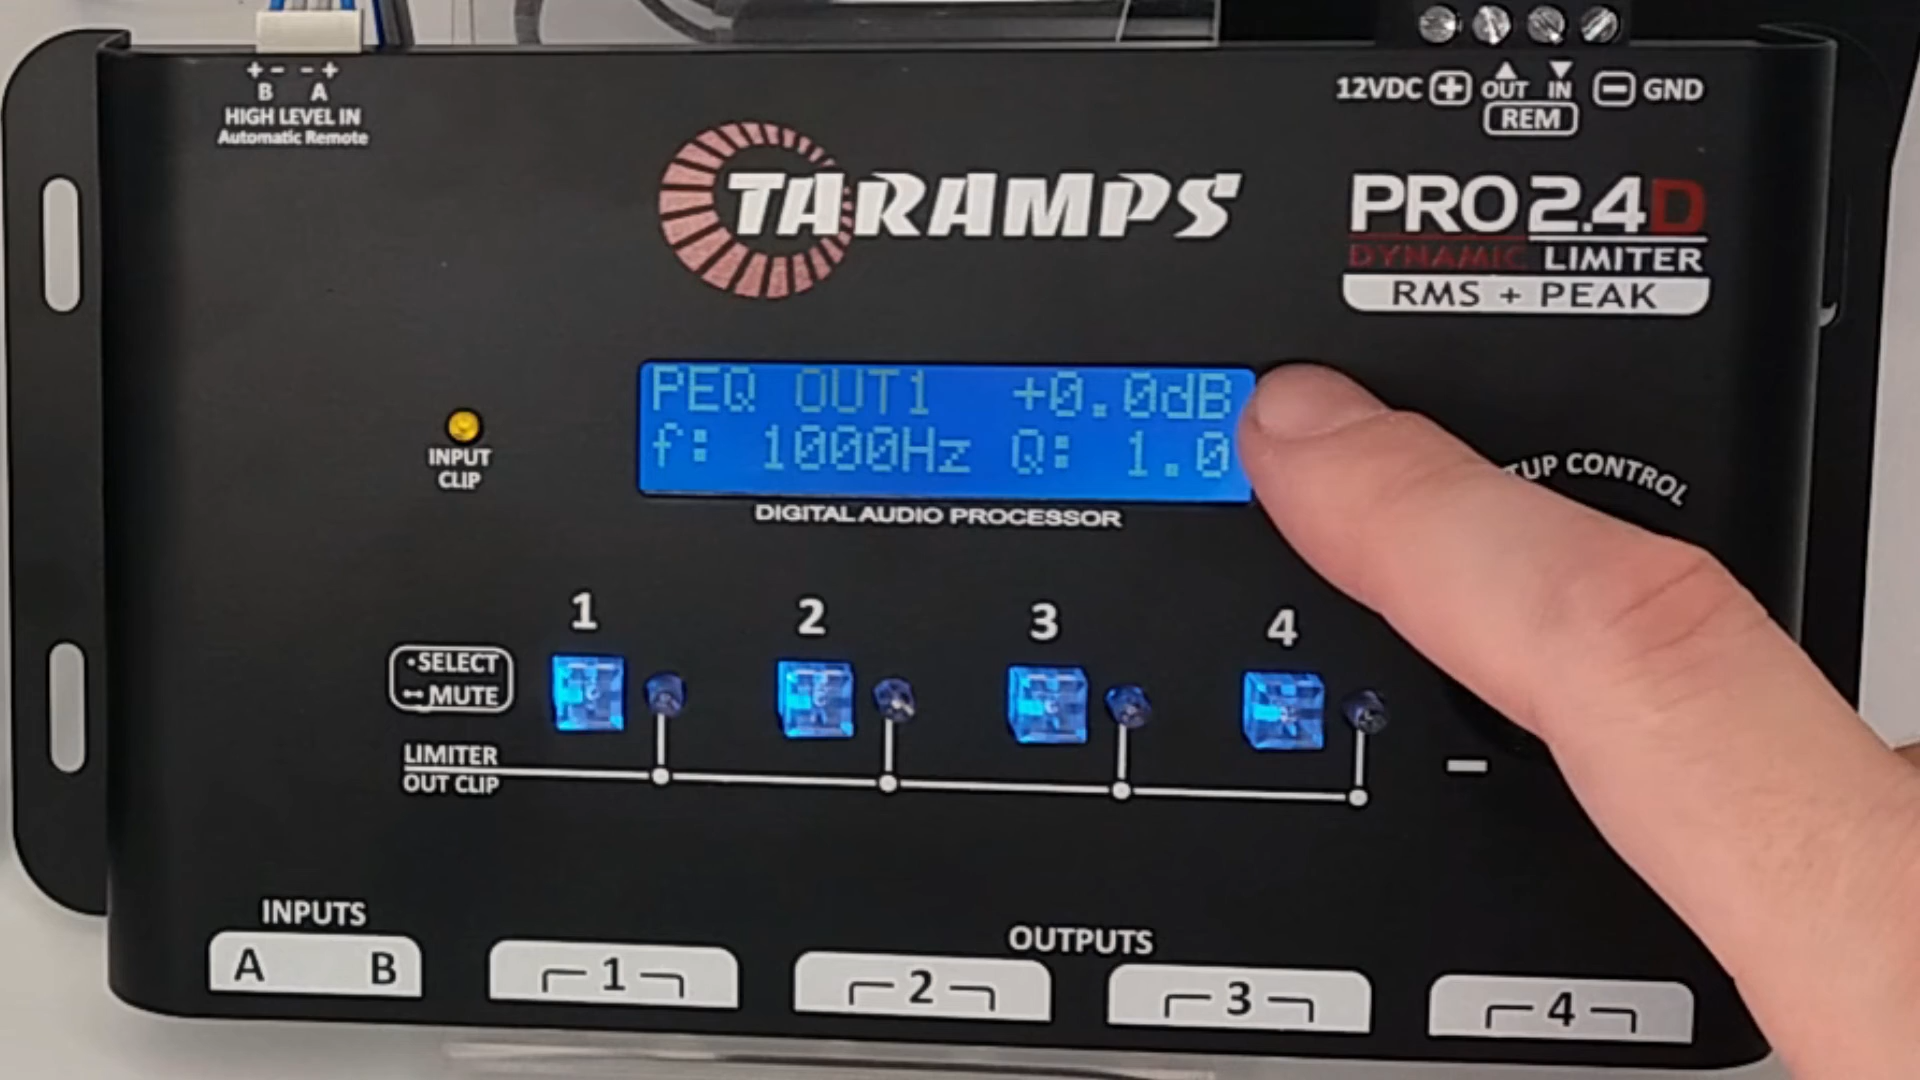 + - - +
B A
HIGH LEVEL IN
Automatic Remote
12VDC + OUT IN - GND
REM
TARAMPS
PRO 2.4D
DYNAMIC LIMITER
RMS + PEAK
PEQ OUT1 +0.0dB
f: 1000Hz Q: 1.0
INPUT
CLIP
CONTROL
DIGITAL AUDIO PROCESSOR
1 2 3 4
SELECT
MUTE
LIMITER
OUT CLIP
-
INPUTS
A B
OUTPUTS
1 2 3 4